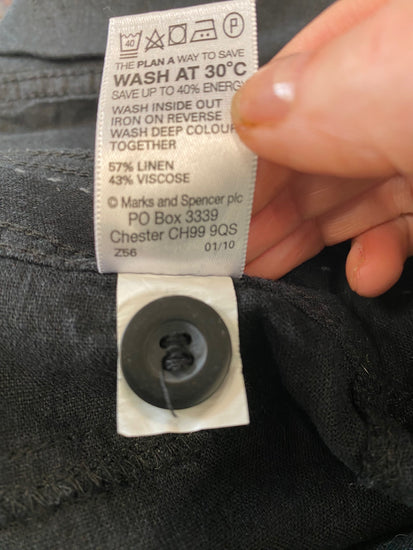 40 P
THE PLAN A WAY TO SAVE
WASH AT 30°C
SAVE UP TO 40% ENERGY
WASH INSIDE OUT
IRON ON REVERSE
WASH DEEP COLOUR
TOGETHER
57% LINEN
43% VISCOSE
© Marks and Spencer plc
PO Box 3339
Chester CH99 9QS
Z56 01/10